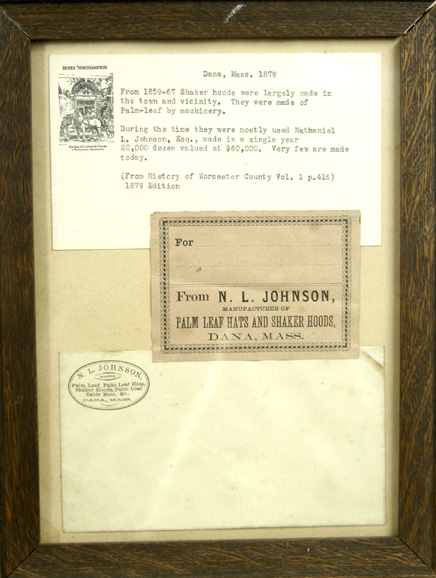 HOTEL NORTHAMPTON
Dana, Mass. 1879
From 1859-67 Shaker hoods were largely made in
the town and vicinity. They were made of
Palm-leaf by machinery.
During the time they were mostly used Nathaniel
L. Johnson, Esq., made in a single year
20,000 dozen valued at $60,000. Very few are made
today.
(From History of Worcester County Vol. 1 p.416)
1879 Edition
For
From N. L. JOHNSON,
MANUFACTURER OF
PALM LEAF HATS AND SHAKER HOODS,
DANA, MASS.
N. L. JOHNSON,
Palm, Leaf, Palm Leaf Hats,
Shaker Hoods, Palm Leaf
Table Mats, &c.,
DANA, MASS.